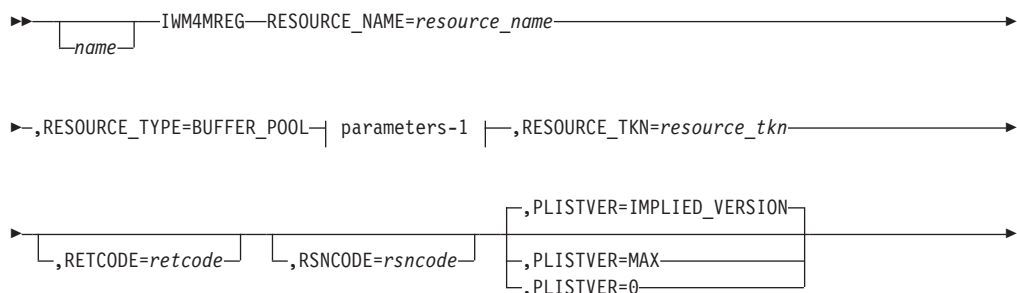 IWM4MREG RESOURCE_NAME=resource_name
name
,RESOURCE_TYPE=BUFFER_POOL parameters-1 ,RESOURCE_TKN=resource_tkn
,PLISTVER=IMPLIED_VERSION
,RETCODE=retcode ,RSNCODE=rsncode ,PLISTVER=MAX
,PLISTVER=0